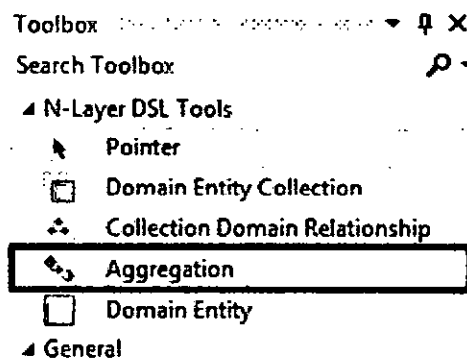 Toolbox
Search Toolbox
N-Layer DSL Tools
Pointer
Domain Entity Collection
Collection Domain Relationship
Aggregation
Domain Entity
General